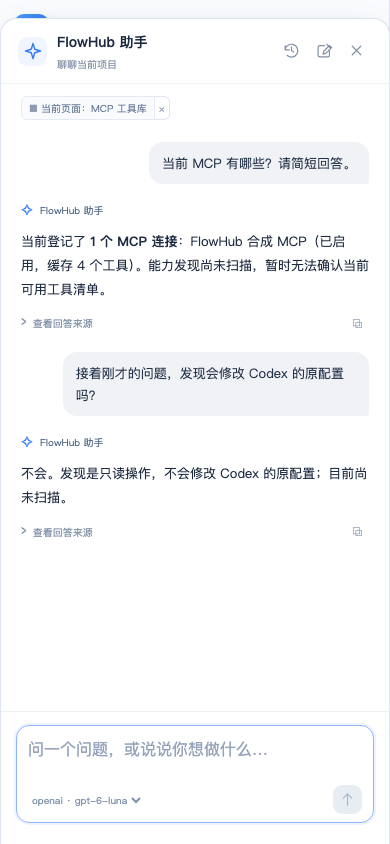 FlowHub 助手
聊聊当前项目
当前页面：MCP 工具库 ×
当前 MCP 有哪些？请简短回答。
FlowHub 助手
当前登记了 1 个 MCP 连接：FlowHub 合成 MCP（已启
用，缓存 4 个工具）。能力发现尚未扫描，暂时无法确认当前
可用工具清单。
查看回答来源
接着刚才的问题，发现会修改 Codex 的原配置
吗？
FlowHub 助手
不会。发现是只读操作，不会修改 Codex 的原配置；目前尚
未扫描。
查看回答来源
问一个问题，或说说你想做什么...
openai · gpt-6-luna